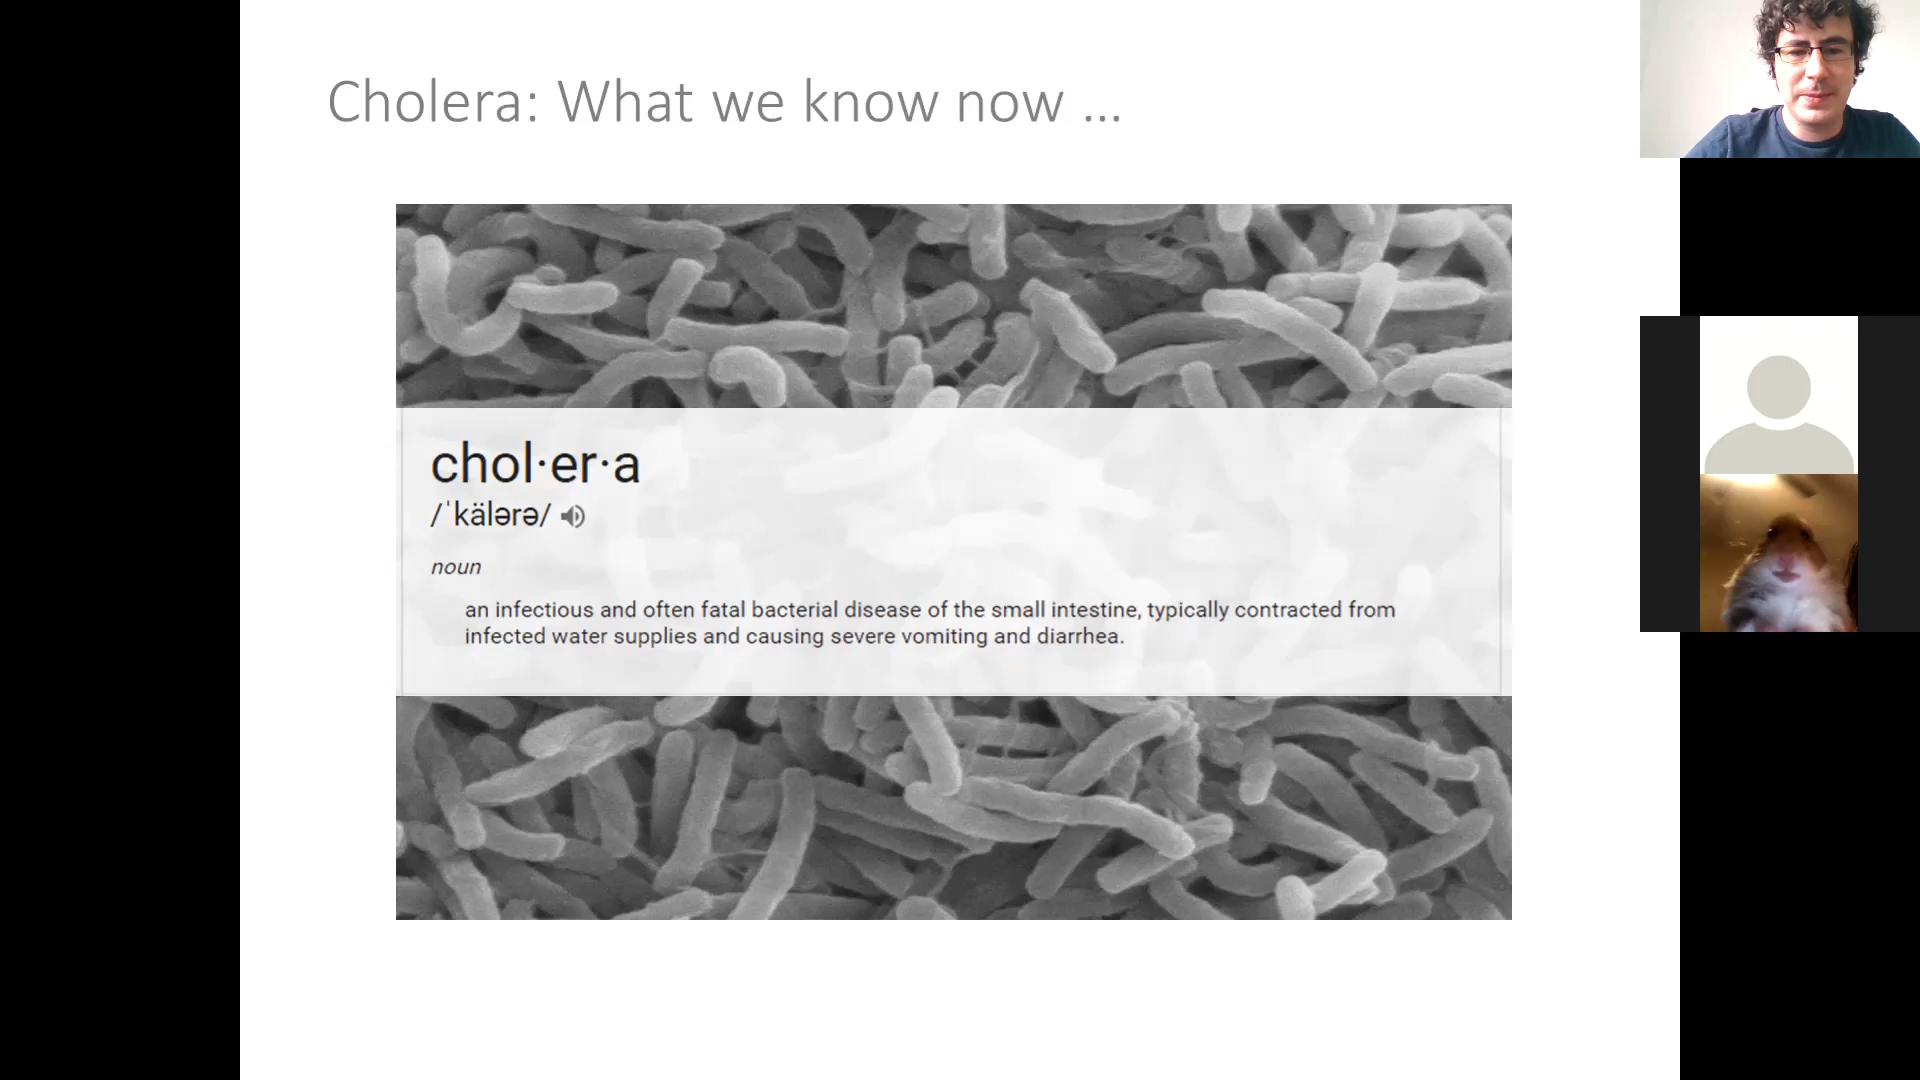 Cholera: What we know now ...
chol·er·a
/ˈkälərə/
noun
an infectious and often fatal bacterial disease of the small intestine, typically contracted from
infected water supplies and causing severe vomiting and diarrhea.